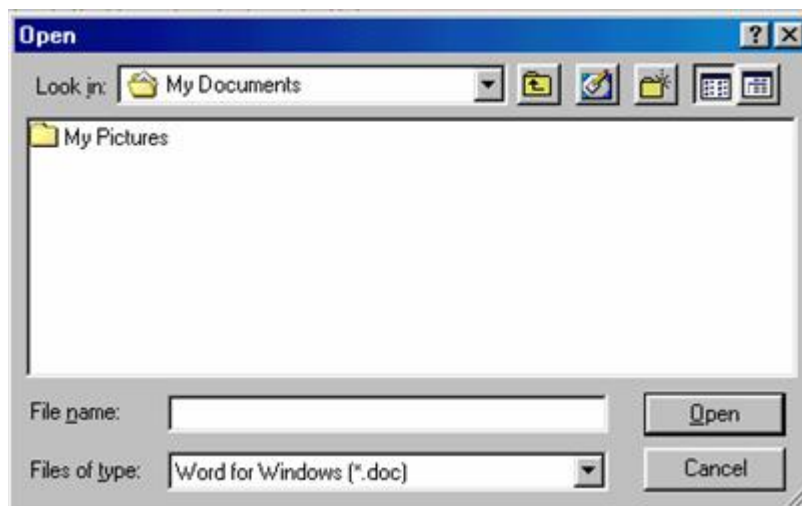 Open
Look in: My Documents
My Pictures
File name: Open
Files of type: Word for Windows (*.doc) Cancel